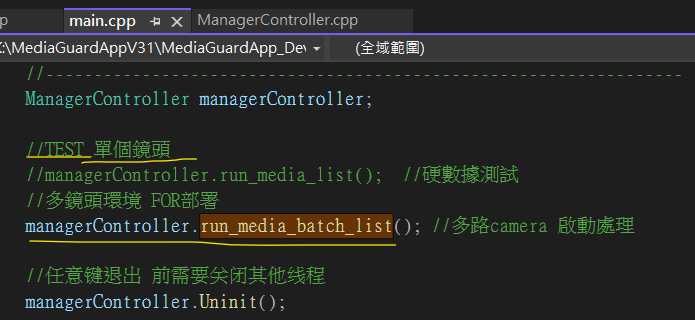 p
main.cpp
ManagerController.cpp
:\MediaGuardAppV31\MediaGuardApp_Dev
(全域範圍)
//-----------------------------------------------------------------
ManagerController managerController;
//TEST 單個鏡頭
//managerController.run_media_list();  //硬數據測試
//多鏡頭環境 FOR部署
managerController.run_media_batch_list(); //多路camera 啟動處理
//任意键退出 前需要关闭其他线程
managerController.Uninit();